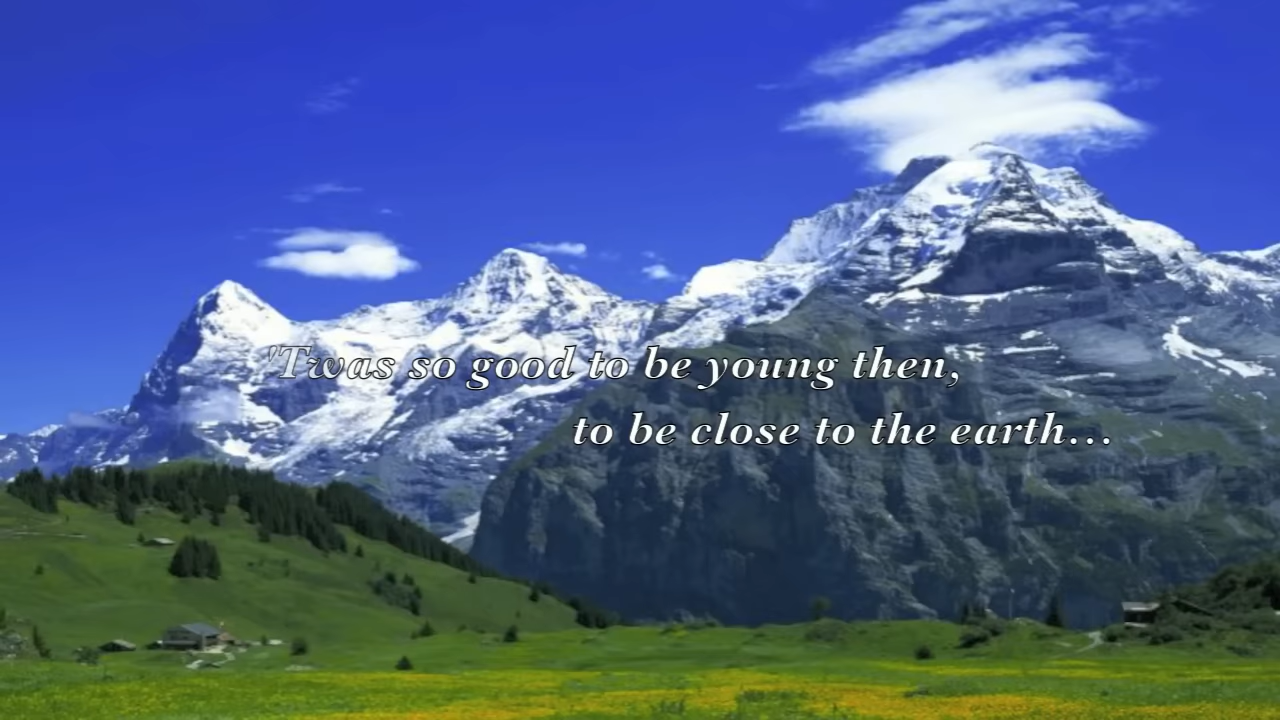 'Twas so good to be young then,
to be close to the earth...